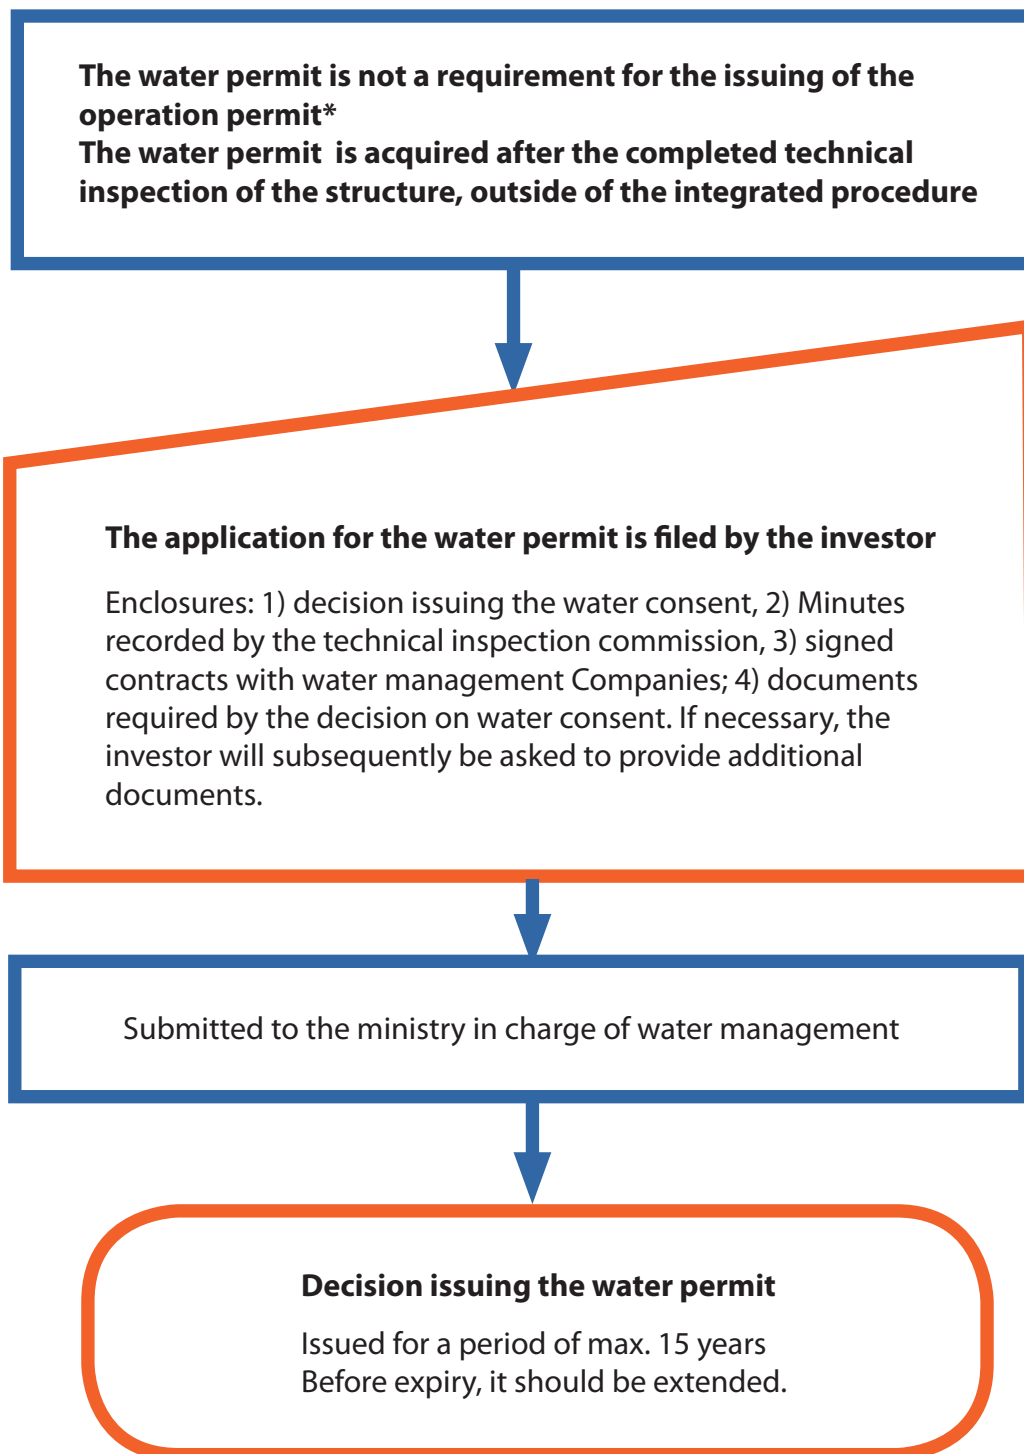 The water permit is not a requirement for the issuing of the
operation permit*
The water permit is acquired after the completed technical
inspection of the structure, outside of the integrated procedure
The application for the water permit is filed by the investor
Enclosures: 1) decision issuing the water consent, 2) Minutes
recorded by the technical inspection commission, 3) signed
contracts with water management Companies; 4) documents
required by the decision on water consent. If necessary, the
investor will subsequently be asked to provide additional
documents.
Submitted to the ministry in charge of water management
Decision issuing the water permit
Issued for a period of max. 15 years
Before expiry, it should be extended.